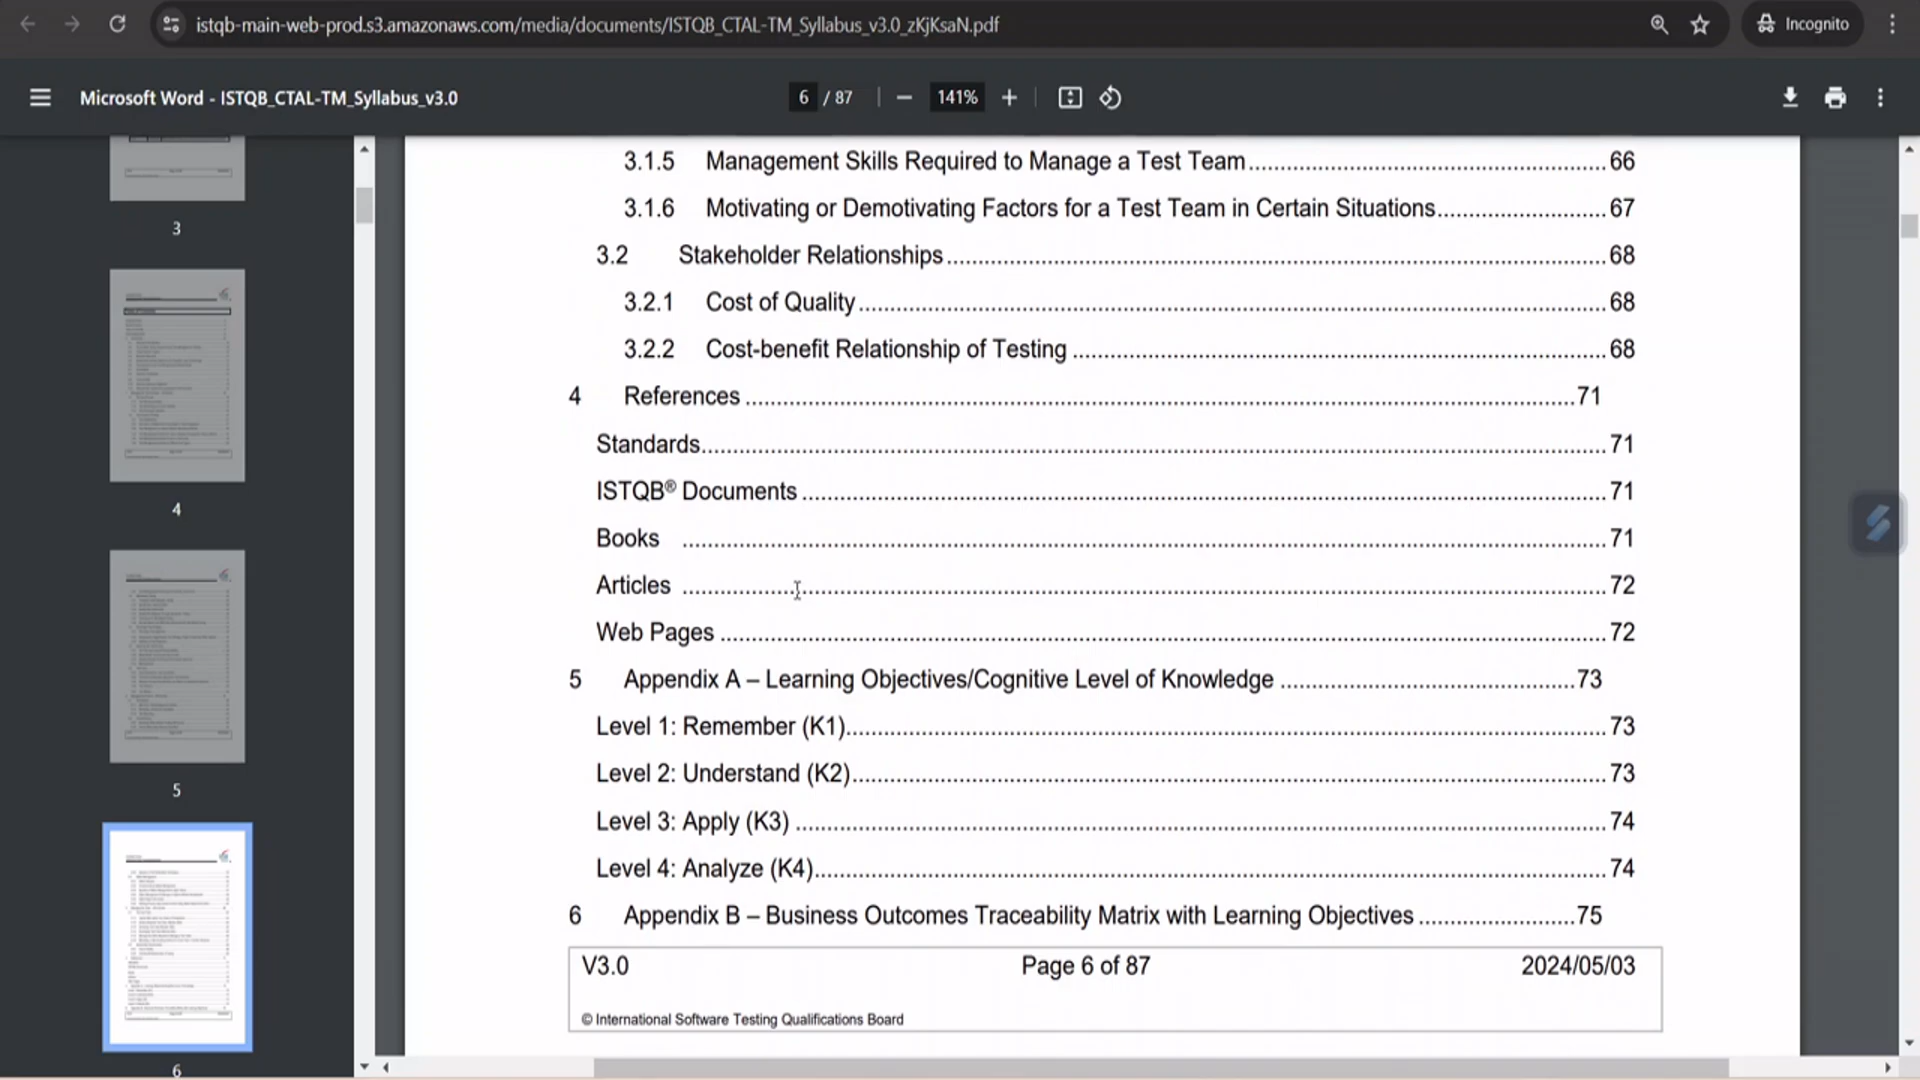 istqb-main-web-prod.s3.amazonaws.com/media/documents/ISTQB_CTAL-TM_Syllabus_v3.0_zKjKsaN.pdf
Incognito
Microsoft Word - ISTQB_CTAL-TM_Syllabus_v3.0
6 / 87
141%
3
4
5
6
3.1.5 Management Skills Required to Manage a Test Team 66
3.1.6 Motivating or Demotivating Factors for a Test Team in Certain Situations 67
3.2 Stakeholder Relationships 68
3.2.1 Cost of Quality 68
3.2.2 Cost-benefit Relationship of Testing 68
4 References 71
Standards 71
ISTQB® Documents 71
Books 71
Articles 72
Web Pages 72
5 Appendix A – Learning Objectives/Cognitive Level of Knowledge 73
Level 1: Remember (K1) 73
Level 2: Understand (K2) 73
Level 3: Apply (K3) 74
Level 4: Analyze (K4) 74
6 Appendix B – Business Outcomes Traceability Matrix with Learning Objectives 75
V3.0 Page 6 of 87 2024/05/03
© International Software Testing Qualifications Board